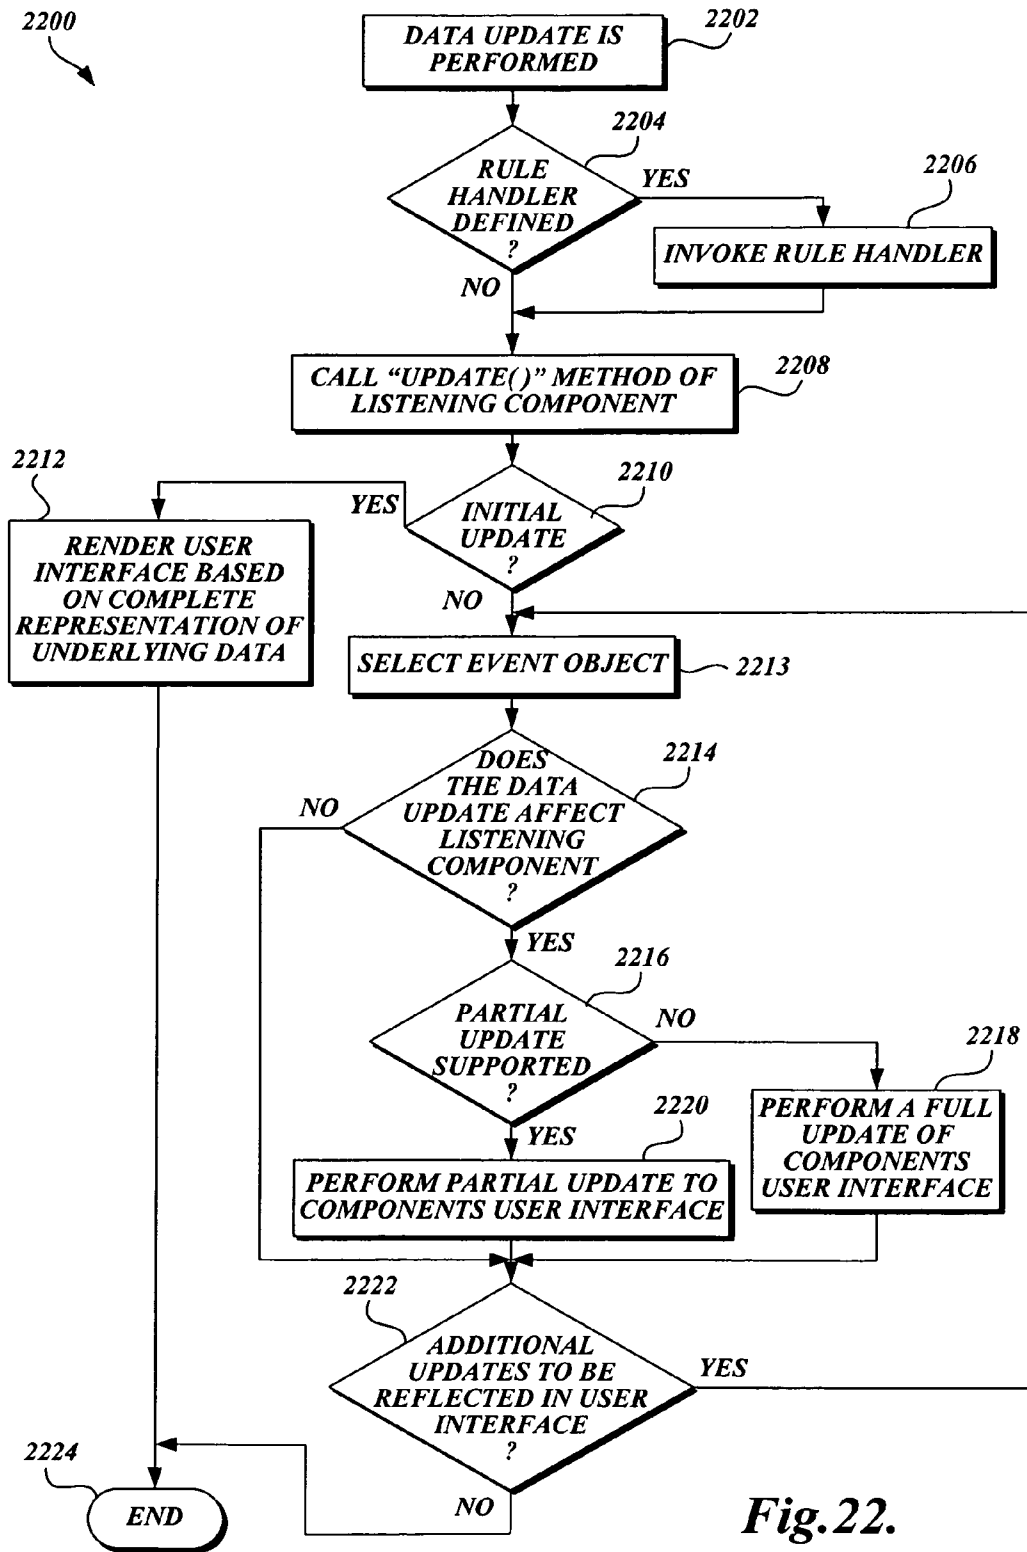 2200
DATA UPDATE IS
PERFORMED
2202
2204
RULE
HANDLER
DEFINED
?
YES
2206
INVOKE RULE HANDLER
NO
CALL “UPDATE()” METHOD OF
LISTENING COMPONENT
2208
2212
2210
YES
INITIAL
UPDATE
?
RENDER USER
INTERFACE BASED
ON COMPLETE
REPRESENTATION OF
UNDERLYING DATA
NO
SELECT EVENT OBJECT
2213
DOES
THE DATA
UPDATE AFFECT
LISTENING
COMPONENT
?
2214
NO
YES
2216
PARTIAL
UPDATE
SUPPORTED
?
NO
2218
PERFORM A FULL
UPDATE OF
COMPONENTS
USER INTERFACE
YES
2220
PERFORM PARTIAL UPDATE TO
COMPONENTS USER INTERFACE
2222
ADDITIONAL
UPDATES TO BE
REFLECTED IN USER
INTERFACE
?
YES
NO
2224
END
Fig.22.